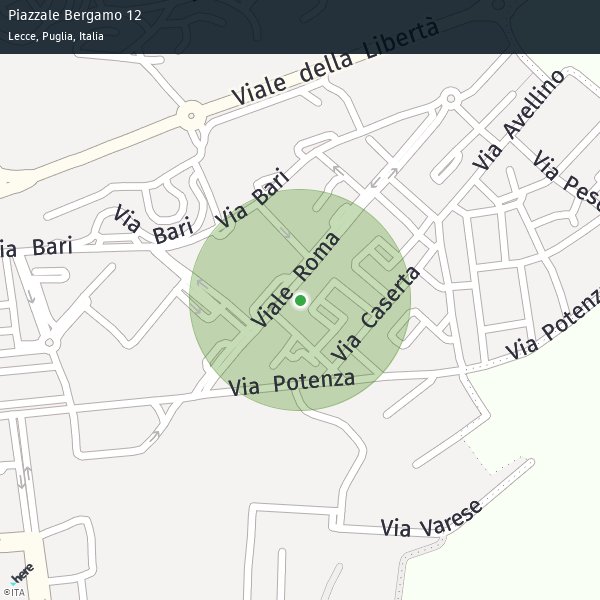 Piazzale Bergamo 12
Lecce, Puglia, Italia
Viale della Libertà
Via Avellino
Via Bari
Via Bari
Via Pesc
ia Bari
Viale Roma
Via Caserta
Via Potenza
Via Potenza
Via Varese
here
©ITA